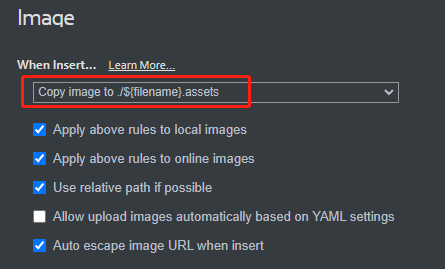 Image
When Insert... Learn More...
Copy image to ./${filename}.assets
Apply above rules to local images
Apply above rules to online images
Use relative path if possible
Allow upload images automatically based on YAML settings
Auto escape image URL when insert